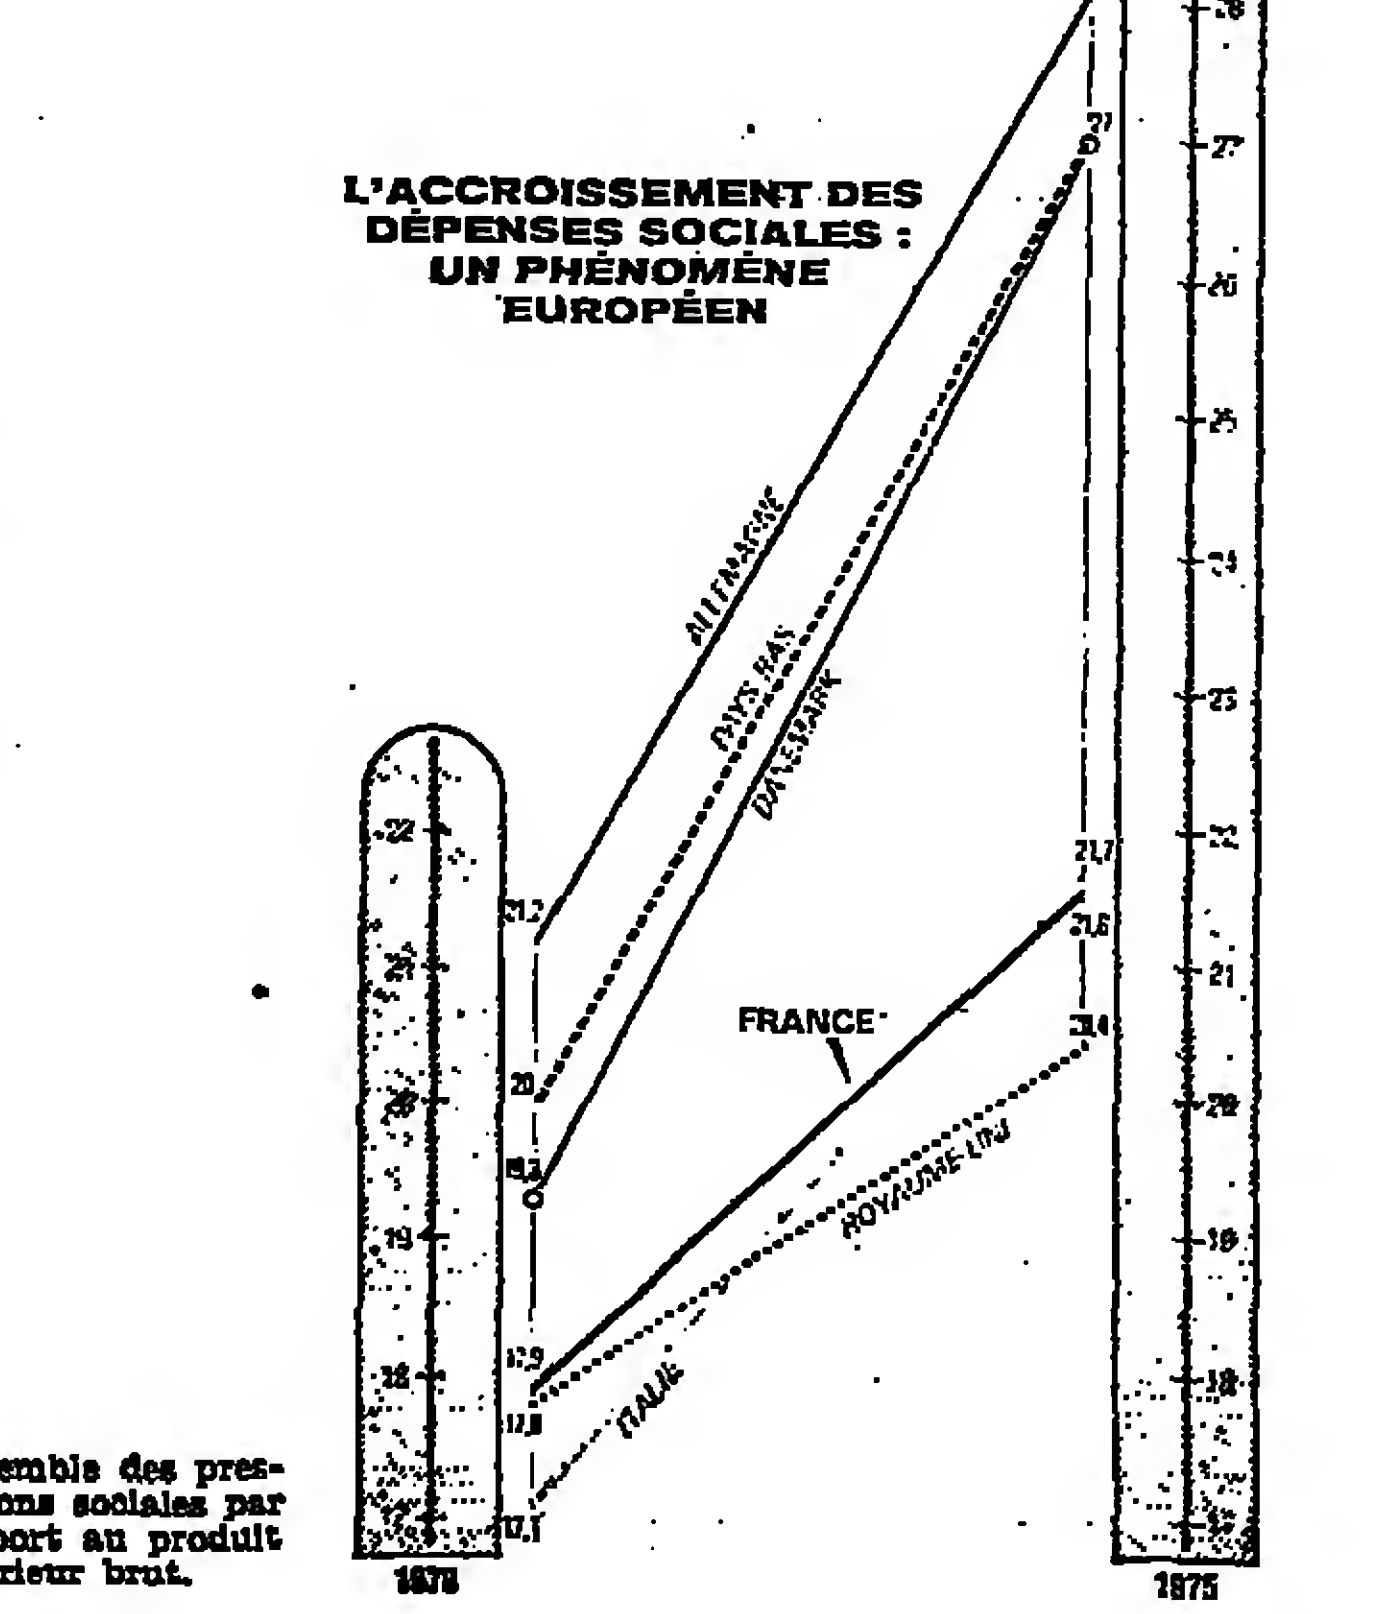 L'ACCROISSEMENT DES
DÉPENSES SOCIALES :
UN PHÉNOMÈNE
EUROPÉEN
28
27
27
26
25
24
23
22
21
20
19
18
ALLEMAGNE
PAYS BAS
DANEMARK
FRANCE
ROYAUME-UNI
ITALIE
22
21
20
19
18
21,2
20
19,3
17,9
17,8
17,1
21,7
21,6
20,4
emble des pres-
ons sociales par
port au produit
rieur brut.
1975